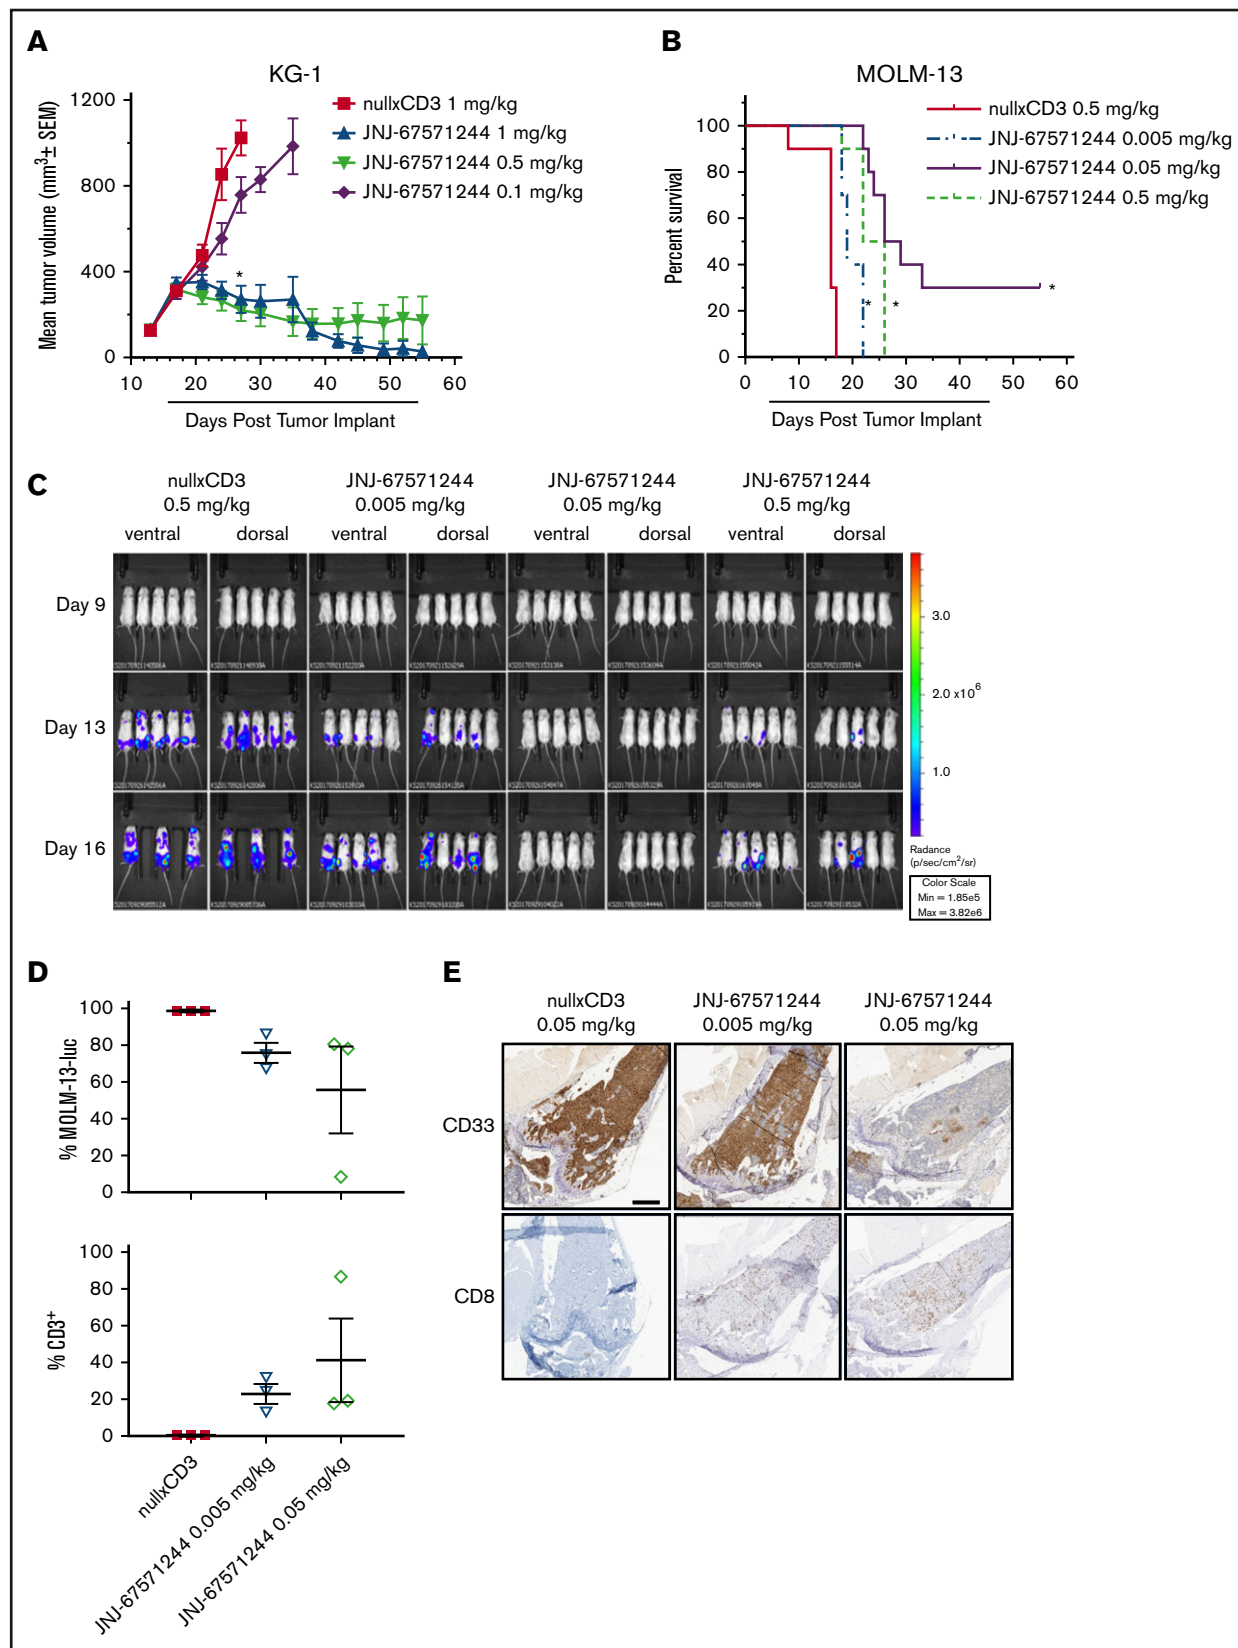 A
KG-1
Mean tumor volume (mm³± SEM)
1200
800
400
0
10 20 30 40 50 60
Days Post Tumor Implant
nullxCD3 1 mg/kg
JNJ-67571244 1 mg/kg
JNJ-67571244 0.5 mg/kg
JNJ-67571244 0.1 mg/kg
*
B
MOLM-13
Percent survival
100
80
60
40
20
0
0 10 20 30 40 50 60
Days Post Tumor Implant
nullxCD3 0.5 mg/kg
JNJ-67571244 0.005 mg/kg
JNJ-67571244 0.05 mg/kg
JNJ-67571244 0.5 mg/kg
* * *
C
nullxCD3 JNJ-67571244 JNJ-67571244 JNJ-67571244
0.5 mg/kg 0.005 mg/kg 0.05 mg/kg 0.5 mg/kg
ventral dorsal ventral dorsal ventral dorsal ventral dorsal
Day 9
Day 13
Day 16
3.0
2.0 x10⁶
1.0
Radance
(p/sec/cm²/sr)
Color Scale
Min = 1.85e5
Max = 3.82e6
D
% MOLM-13-luc
100
80
60
40
20
0
% CD3⁺
100
80
60
40
20
0
nullxCD3
JNJ-67571244 0.005 mg/kg
JNJ-67571244 0.05 mg/kg
E
nullxCD3 JNJ-67571244 JNJ-67571244
0.05 mg/kg 0.005 mg/kg 0.05 mg/kg
CD33
CD8